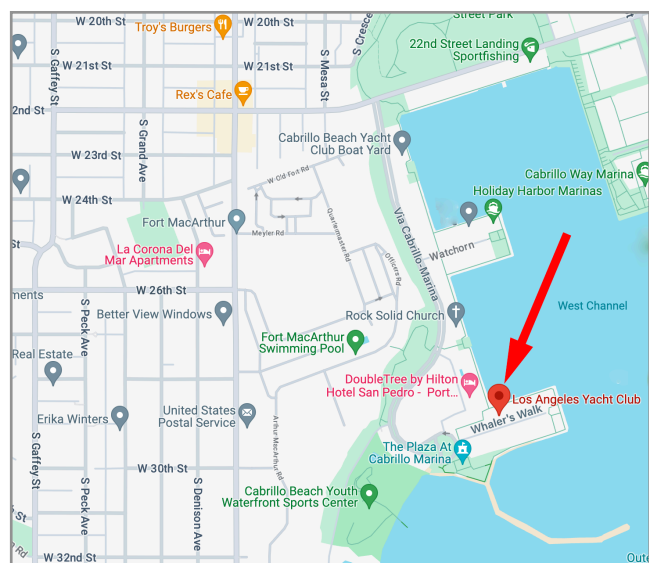 W 20th St
Troy's Burgers
W 20th St
Street Park
S Cresce
S Gaffey St
W 21st St
W 21st St
S Mesa St
22nd Street Landing
Sportfishing
Rex's Cafe
2nd St
S Grand Ave
W 23rd St
Cabrillo Beach Yacht
Club Boat Yard
W Old Fort Rd
Cabrillo Way Marina
Holiday Harbor Marinas
W 24th St
Fort MacArthur
Meyler Rd
Quartermaster Rd
Via Cabrillo-Marina
Watchorn
St
La Corona Del
Mar Apartments
Officers Rd
W 26th St
ments
S Peck Ave
Better View Windows
Rock Solid Church
West Channel
Fort MacArthur
Swimming Pool
Real Estate
DoubleTree by Hilton
Hotel San Pedro - Port...
Los Angeles Yacht Club
Whaler's Walk
Erika Winters
United States
Postal Service
Arthur MacArthur Rd
The Plaza At
Cabrillo Marina
S Gaffey St
W 30th St
S Peck Ave
S Denison Ave
Cabrillo Beach Youth
Waterfront Sports Center
St
Rd
W 32nd St
Oute